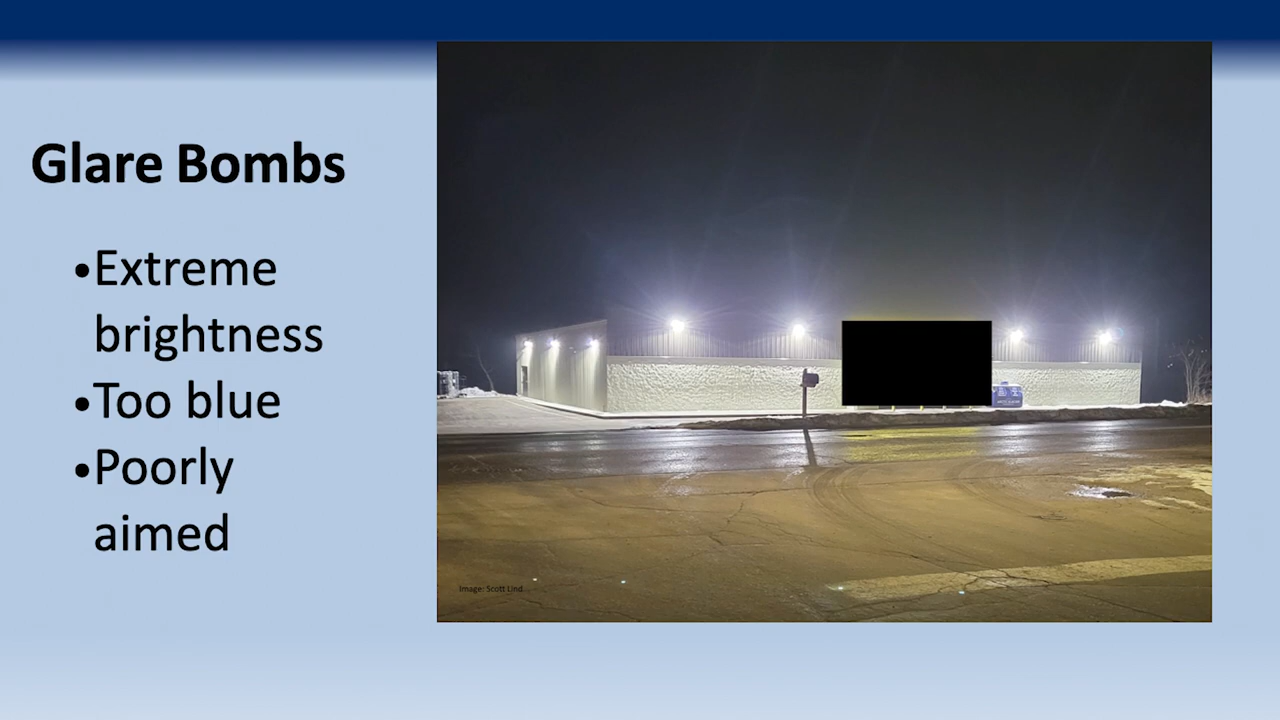 Glare Bombs
•Extreme
brightness
•Too blue
•Poorly
aimed
Image: Scott Lind